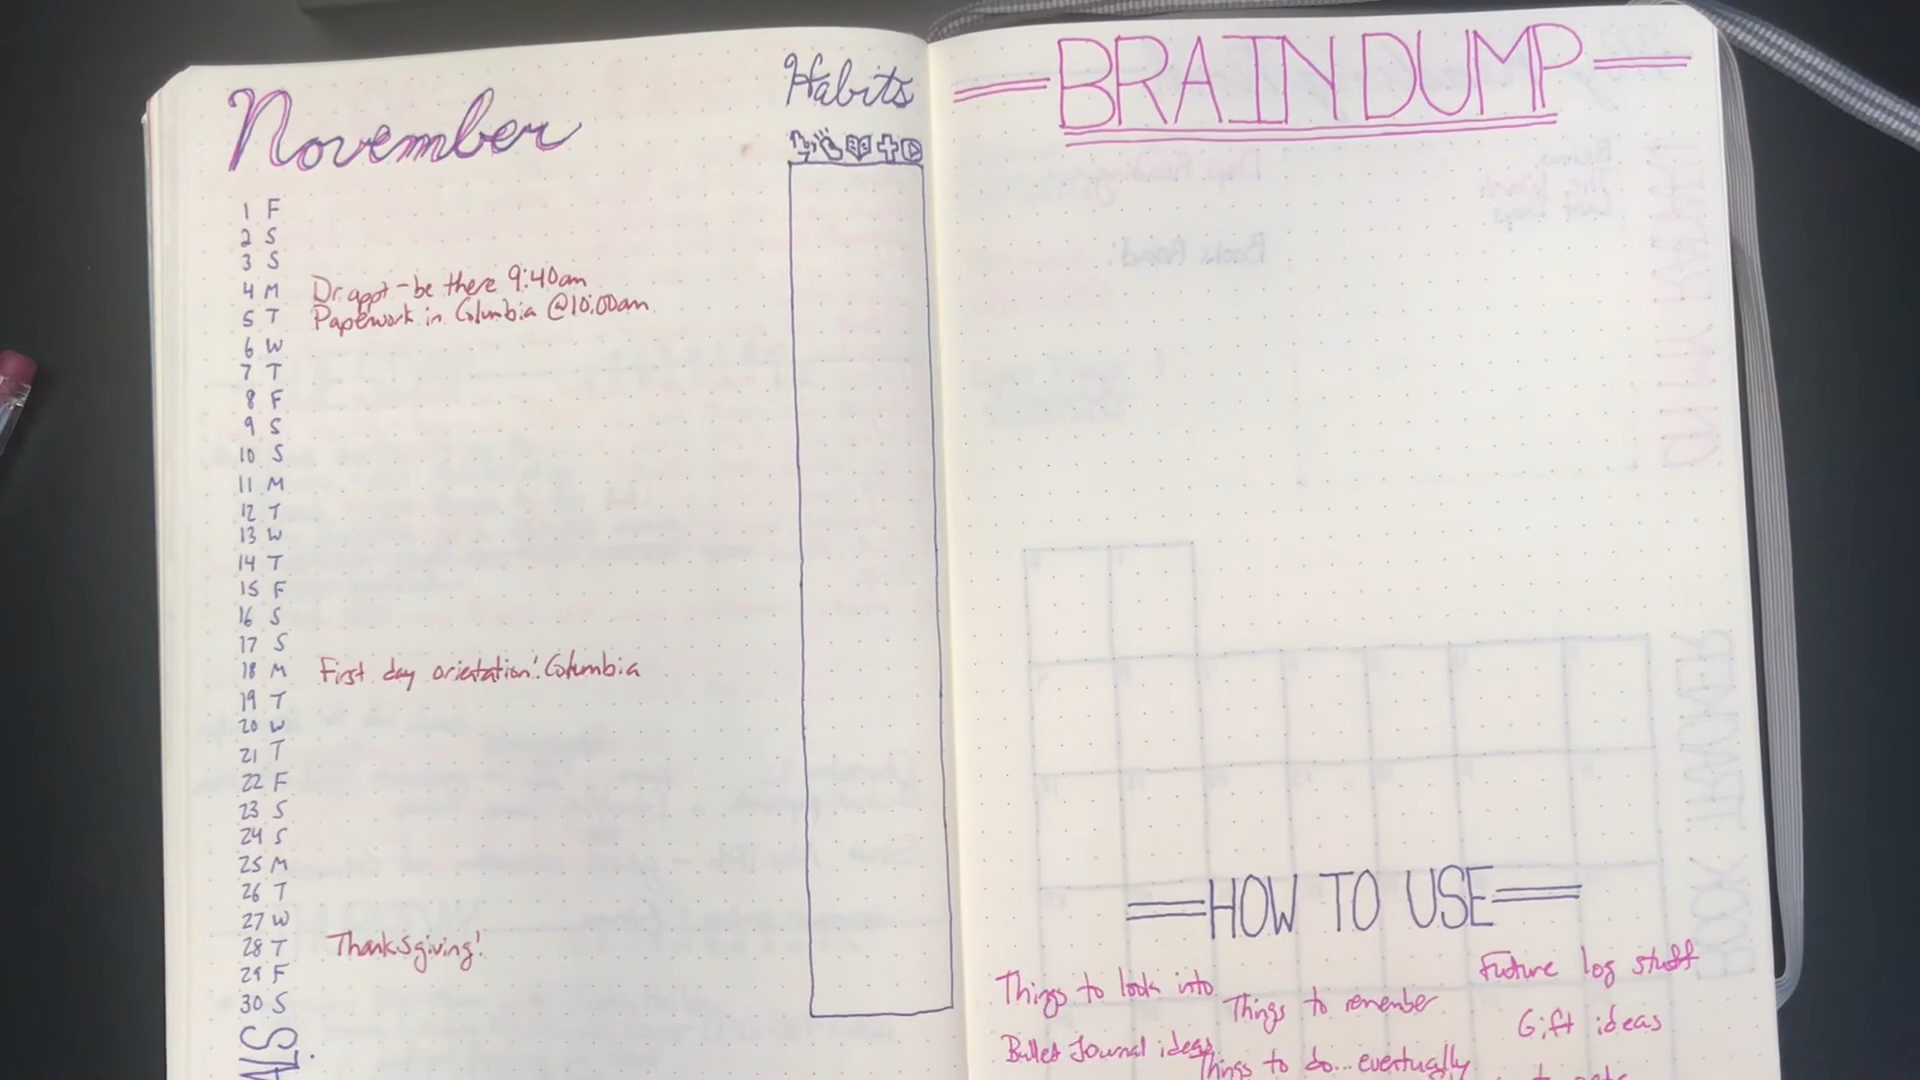 November
Habits
1 F
2 S
3 S
4 M Dr. appt - be there 9:40am
5 T Paperwork in Columbia @10:00am
6 W
7 T
8 F
9 S
10 S
11 M
12 T
13 W
14 T
15 F
16 S
17 S
18 M First day orietation! Columbia
19 T
20 W
21 T
22 F
23 S
24 S
25 M
26 T
27 W
28 T Thanksgiving!
29 F
30 S
BRAIN DUMP
HOW TO USE
Things to look into
Things to remember
Future log stuff
Bullet Journal ideas
Things to do... eventually
Gift ideas